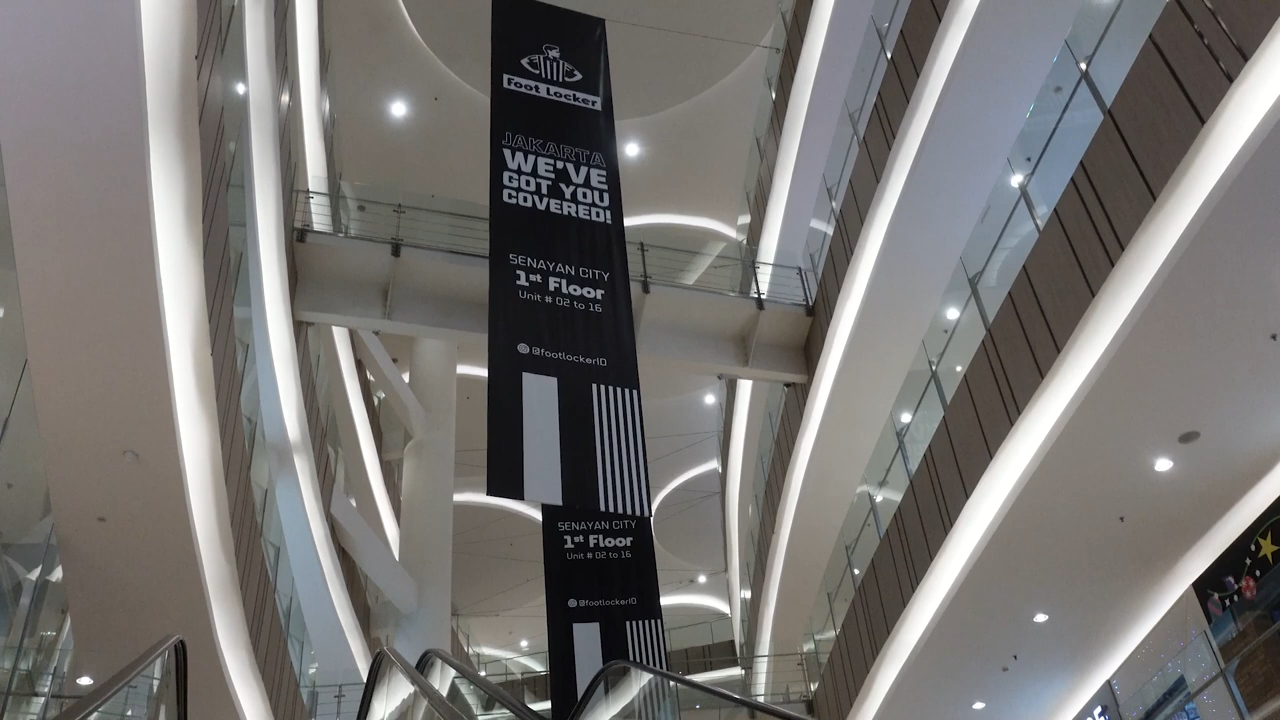 Foot Locker
JAKARTA
WE'VE
GOT YOU
COVERED!
SENAYAN CITY
1st Floor
Unit # 02 to 16
@footlockerID
SENAYAN CITY
1st Floor
Unit # 02 to 16
@footlockerID